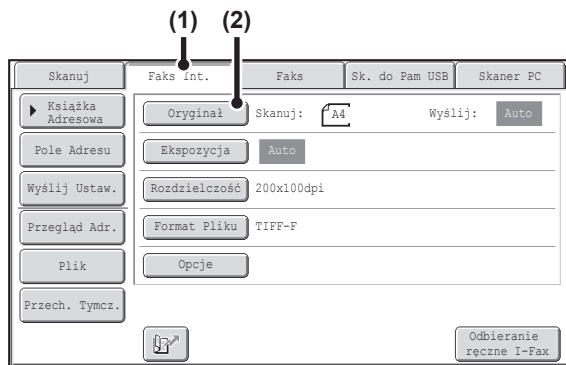 (1) (2)
Skanuj Faks Int. Faks Sk. do Pam USB Skaner PC
Książka
Adresowa
Oryginał Skanuj: A4 Wyślij: Auto
Pole Adresu
Ekspozycja Auto
Wyślij Ustaw.
Rozdzielczość 200x100dpi
Przegląd Adr.
Format Pliku TIFF-F
Plik
Opcje
Przech. Tymcz.
Odbieranie
ręczne I-Fax